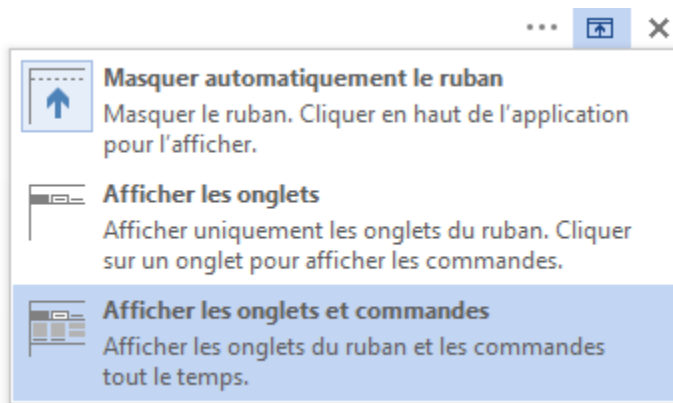 Masquer automatiquement le ruban
Masquer le ruban. Cliquer en haut de l'application
pour l'afficher.
Afficher les onglets
Afficher uniquement les onglets du ruban. Cliquer
sur un onglet pour afficher les commandes.
Afficher les onglets et commandes
Afficher les onglets du ruban et les commandes
tout le temps.